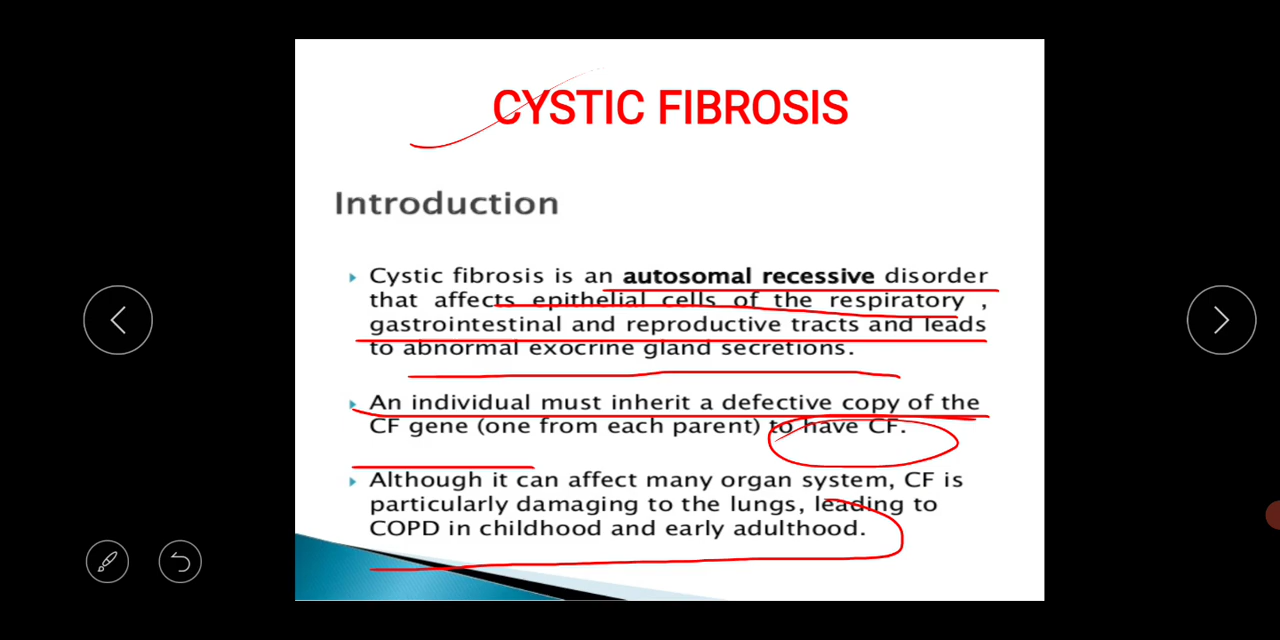 CYSTIC FIBROSIS
Introduction
Cystic fibrosis is an autosomal recessive disorder
that affects epithelial cells of the respiratory ,
gastrointestinal and reproductive tracts and leads
to abnormal exocrine gland secretions.
An individual must inherit a defective copy of the
CF gene (one from each parent) to have CF.
Although it can affect many organ system, CF is
particularly damaging to the lungs, leading to
COPD in childhood and early adulthood.